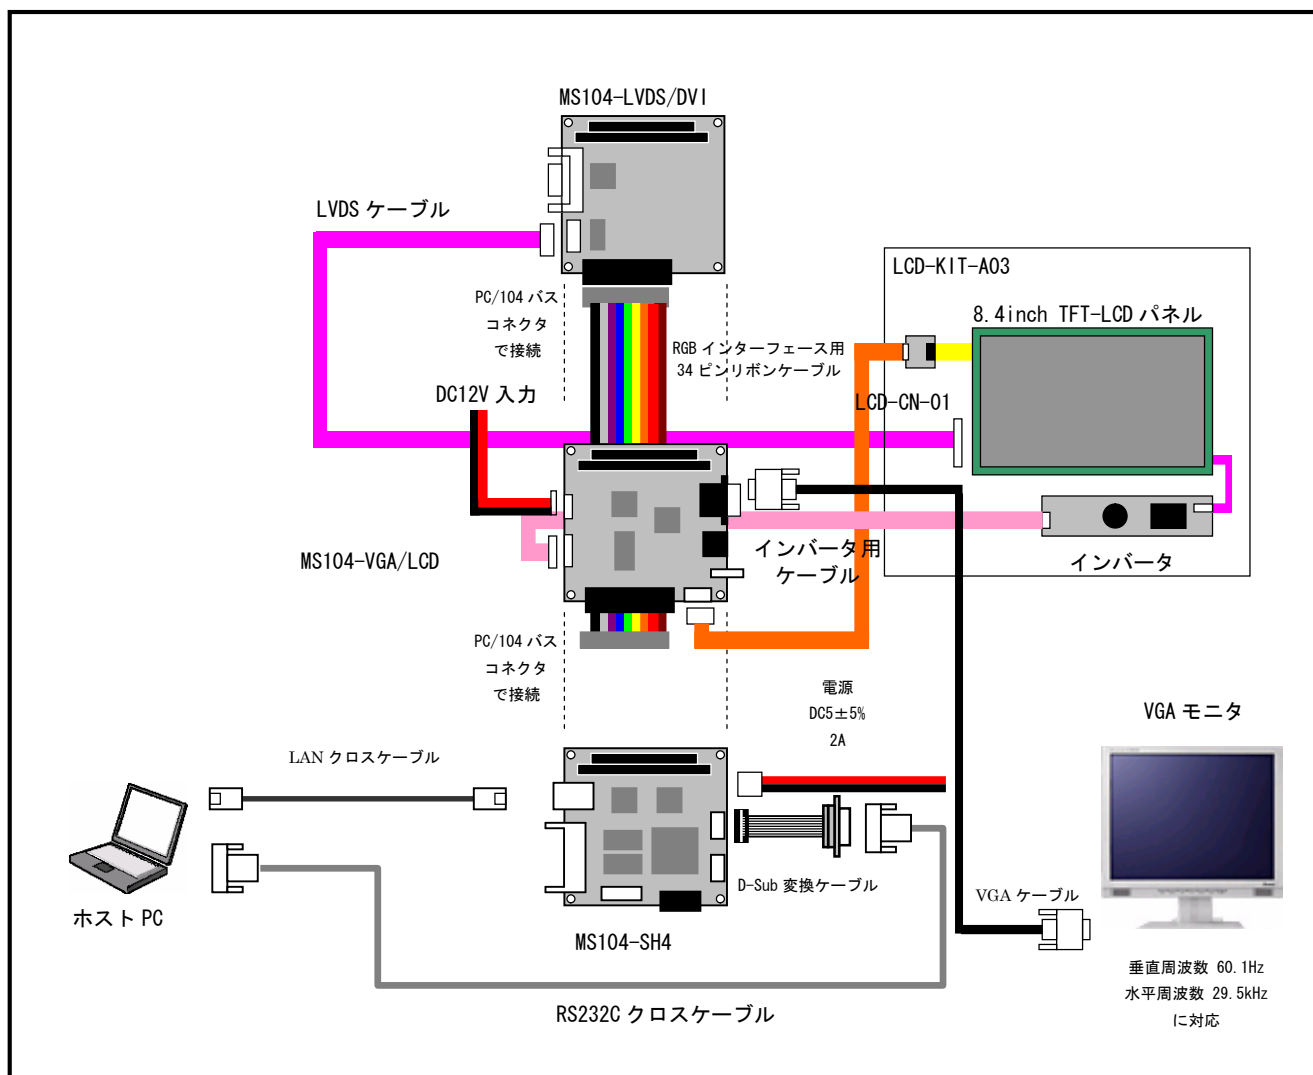 MS104-LVDS/DVI
LVDS ケーブル
LCD-KIT-A03
8.4inch TFT-LCD パネル
PC/104 バス
コネクタ
で接続
RGB インターフェース用
34 ピンリボンケーブル
DC12V 入力
LCD-CN-01
MS104-VGA/LCD
インバータ用
ケーブル
インバータ
PC/104 バス
コネクタ
で接続
電源
DC5±5%
2A
VGA モニタ
LAN クロスケーブル
D-Sub 変換ケーブル
VGA ケーブル
ホスト PC
MS104-SH4
垂直周波数 60.1Hz
水平周波数 29.5kHz
に対応
RS232C クロスケーブル